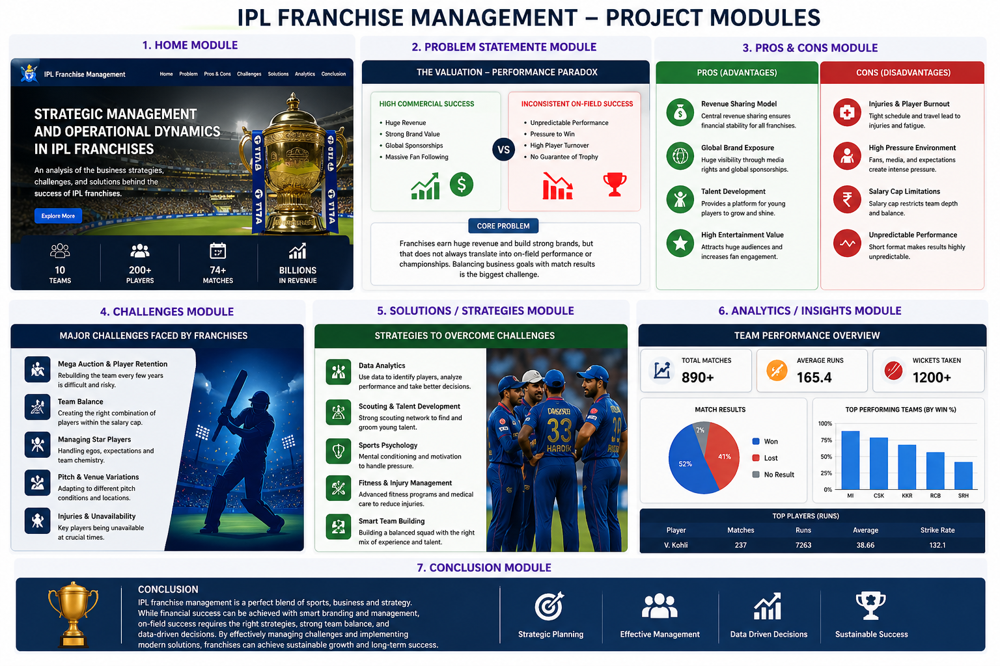 IPL FRANCHISE MANAGEMENT – PROJECT MODULES
1. HOME MODULE
IPL Franchise Management
Home Problem Pros & Cons Challenges Solutions Analytics Conclusion
STRATEGIC MANAGEMENT
AND OPERATIONAL DYNAMICS
IN IPL FRANCHISES
An analysis of the business strategies,
challenges, and solutions behind the
success of IPL franchises.
Explore More
10
TEAMS
200+
PLAYERS
74+
MATCHES
BILLIONS
IN REVENUE
2. PROBLEM STATEMENTE MODULE
THE VALUATION – PERFORMANCE PARADOX
HIGH COMMERCIAL SUCCESS
• Huge Revenue
• Strong Brand Value
• Global Sponsorships
• Massive Fan Following
VS
INCONSISTENT ON-FIELD SUCCESS
• Unpredictable Performance
• Pressure to Win
• High Player Turnover
• No Guarantee of Trophy
CORE PROBLEM
Franchises earn huge revenue and build strong brands, but
that does not always translate into on-field performance or
championships. Balancing business goals with match results
is the biggest challenge.
3. PROS & CONS MODULE
PROS (ADVANTAGES)
Revenue Sharing Model
Central revenue sharing ensures
financial stability for all franchises.
Global Brand Exposure
Huge visibility through media
rights and global sponsorships.
Talent Development
Provides a platform for young
players to grow and shine.
High Entertainment Value
Attracts huge audiences and
increases fan engagement.
CONS (DISADVANTAGES)
Injuries & Player Burnout
Tight schedule and travel lead to
injuries and fatigue.
High Pressure Environment
Fans, media, and expectations
create intense pressure.
Salary Cap Limitations
Salary cap restricts team depth
and balance.
Unpredictable Performance
Short format makes results highly
unpredictable.
4. CHALLENGES MODULE
MAJOR CHALLENGES FACED BY FRANCHISES
Mega Auction & Player Retention
Rebuilding the team every few years
is difficult and risky.
Team Balance
Creating the right combination of
players within the salary cap.
Managing Star Players
Handling egos, expectations and
team chemistry.
Pitch & Venue Variations
Adapting to different pitch
conditions and locations.
Injuries & Unavailability
Key players being unavailable
at crucial times.
5. SOLUTIONS / STRATEGIES MODULE
STRATEGIES TO OVERCOME CHALLENGES
Data Analytics
Use data to identify players, analyze
performance and take better decisions.
Scouting & Talent Development
Strong scouting network to find and
groom young talent.
Sports Psychology
Mental conditioning and motivation
to handle pressure.
Fitness & Injury Management
Advanced fitness programs and medical
care to reduce injuries.
Smart Team Building
Building a balanced squad with the right
mix of experience and talent.
33
HARDIK
6. ANALYTICS / INSIGHTS MODULE
TEAM PERFORMANCE OVERVIEW
TOTAL MATCHES
890+
AVERAGE RUNS
165.4
WICKETS TAKEN
1200+
MATCH RESULTS
7%
52%
41%
Won
Lost
No Result
TOP PERFORMING TEAMS (BY WIN %)
100%
75%
50%
25%
0%
MI CSK KKR RCB SRH
TOP PLAYERS (RUNS)
Player Matches Runs Average Strike Rate
V. Kohli 237 7263 38.66 132.1
7. CONCLUSION MODULE
CONCLUSION
IPL franchise management is a perfect blend of sports, business and strategy.
While financial success can be achieved with smart branding and management,
on-field success requires the right strategies, strong team balance, and
data-driven decisions. By effectively managing challenges and implementing
modern solutions, franchises can achieve sustainable growth and long-term success.
Strategic Planning
Effective Management
Data Driven Decisions
Sustainable Success